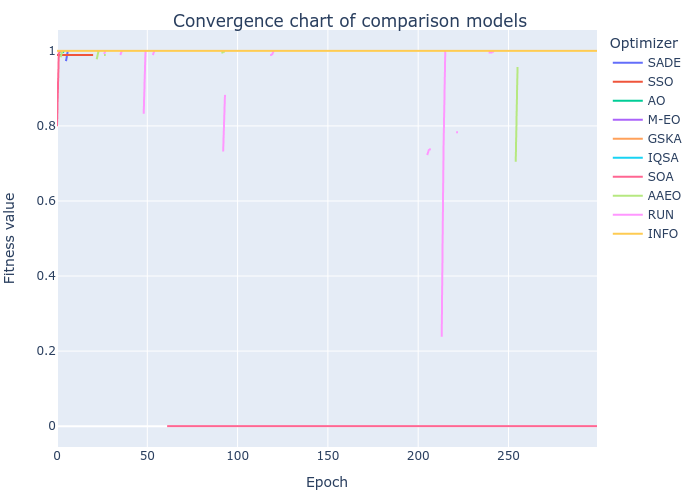 Convergence chart of comparison models
Fitness value
1
0.8
0.6
0.4
0.2
0
0
50
100
150
200
250
Epoch
Optimizer
SADE
SSO
AO
M-EO
GSKA
IQSA
SOA
AAEO
RUN
INFO